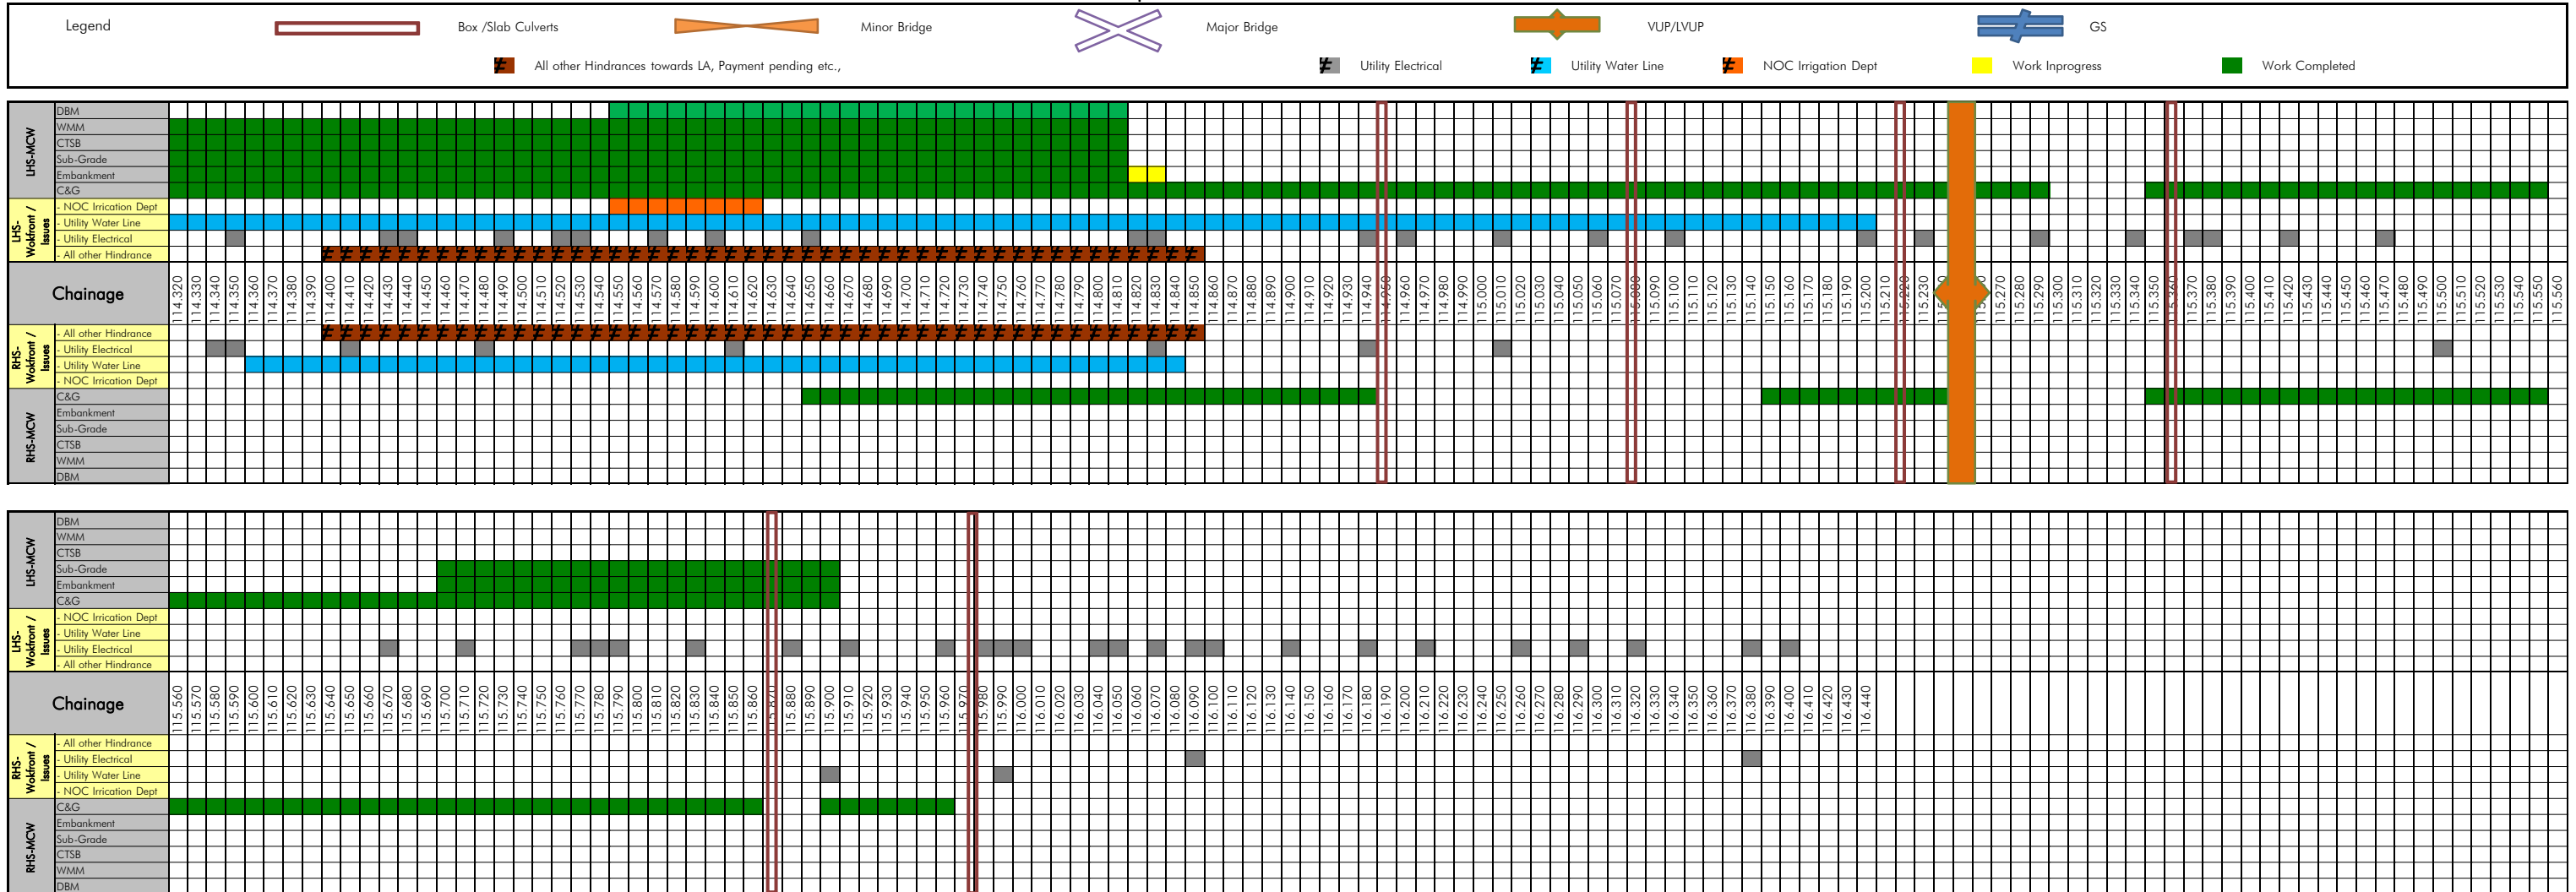 Legend
Box /Slab Culverts
Minor Bridge
Major Bridge
VUP/LVUP
GS
All other Hindrances towards LA, Payment pending etc.,
Utility Electrical
Utility Water Line
NOC Irrigation Dept
Work Inprogress
Work Completed
LHS-MCW
DBM
WMM
CTSB
Sub-Grade
Embankment
C&G
LHS-
Wokfront /
Issues
- NOC Irrication Dept
- Utility Water Line
- Utility Electrical
- All other Hindrance
Chainage
114.320 114.330 114.340 114.350 114.360 114.370 114.380 114.390 114.400 114.410 114.420 114.430 114.440 114.450 114.460 114.470 114.480 114.490 114.500 114.510 114.520 114.530 114.540 114.550 114.560 114.570 114.580 114.590 114.600 114.610 114.620 114.630 114.640 114.650 114.660 114.670 114.680 114.690 114.700 114.710 114.720 114.730 114.740 114.750 114.760 114.770 114.780 114.790 114.800 114.810 114.820 114.830 114.840 114.850 114.860 114.870 114.880 114.890 114.900 114.910 114.920 114.930 114.940 114.950 114.960 114.970 114.980 114.990 115.000 115.010 115.020 115.030 115.040 115.050 115.060 115.070 115.080 115.090 115.100 115.110 115.120 115.130 115.140 115.150 115.160 115.170 115.180 115.190 115.200 115.210 115.220 115.230 115.270 115.280 115.290 115.300 115.310 115.320 115.330 115.340 115.350 115.360 115.370 115.380 115.390 115.400 115.410 115.420 115.430 115.440 115.450 115.460 115.470 115.480 115.490 115.500 115.510 115.520 115.530 115.540 115.550 115.560
RHS-
Wokfront /
Issues
- All other Hindrance
- Utility Electrical
- Utility Water Line
- NOC Irrication Dept
RHS-MCW
C&G
Embankment
Sub-Grade
CTSB
WMM
DBM
LHS-MCW
DBM
WMM
CTSB
Sub-Grade
Embankment
C&G
LHS-
Wokfront /
Issues
- NOC Irrication Dept
- Utility Water Line
- Utility Electrical
- All other Hindrance
Chainage
115.560 115.570 115.580 115.590 115.600 115.610 115.620 115.630 115.640 115.650 115.660 115.670 115.680 115.690 115.700 115.710 115.720 115.730 115.740 115.750 115.760 115.770 115.780 115.790 115.800 115.810 115.820 115.830 115.840 115.850 115.860 115.870 115.880 115.890 115.900 115.910 115.920 115.930 115.940 115.950 115.960 115.970 115.980 115.990 116.000 116.010 116.020 116.030 116.040 116.050 116.060 116.070 116.080 116.090 116.100 116.110 116.120 116.130 116.140 116.150 116.160 116.170 116.180 116.190 116.200 116.210 116.220 116.230 116.240 116.250 116.260 116.270 116.280 116.290 116.300 116.310 116.320 116.330 116.340 116.350 116.360 116.370 116.380 116.390 116.400 116.410 116.420 116.430 116.440
RHS-
Wokfront /
Issues
- All other Hindrance
- Utility Electrical
- Utility Water Line
- NOC Irrication Dept
RHS-MCW
C&G
Embankment
Sub-Grade
CTSB
WMM
DBM